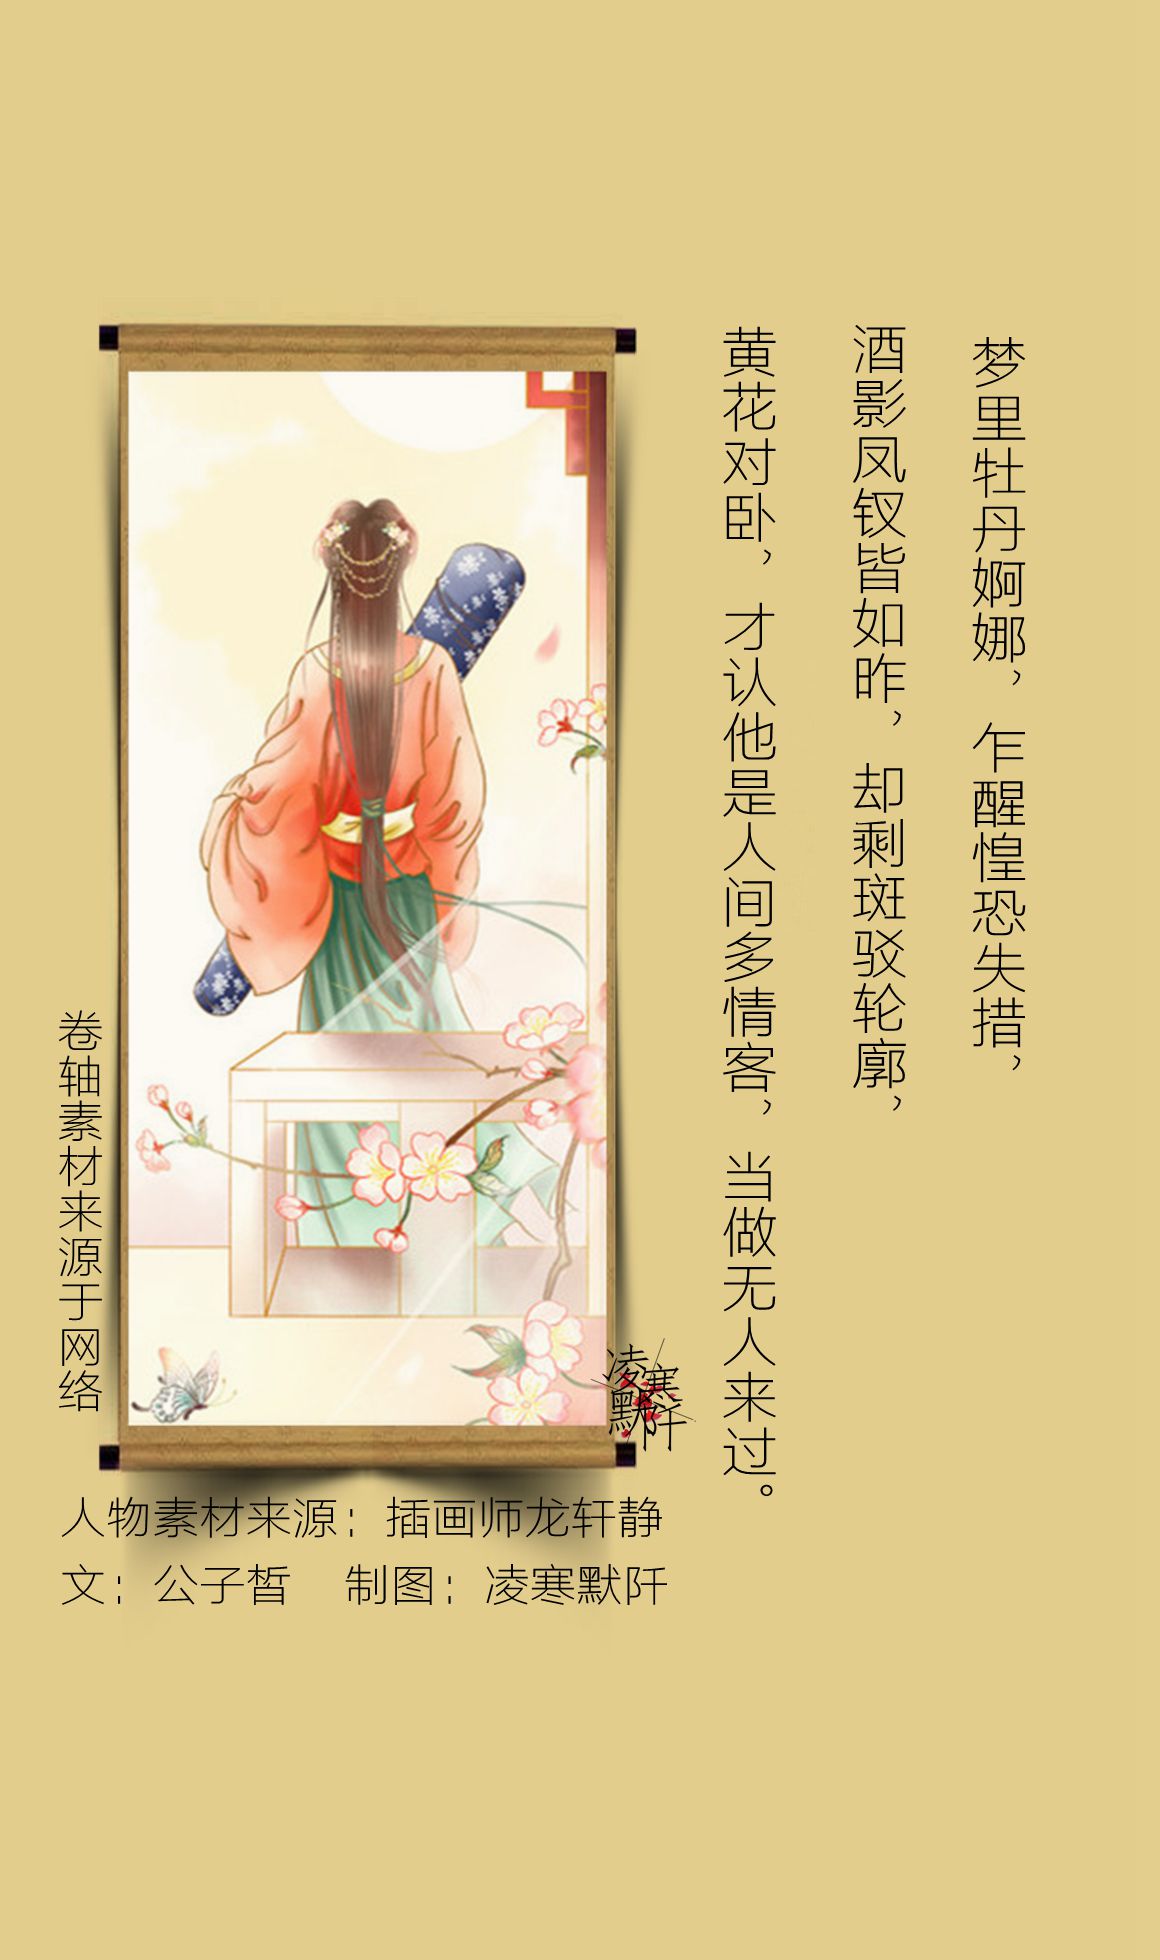 梦里牡丹婀娜，乍醒惶恐失措，
酒影凤钗皆如昨，却剩斑驳轮廓，
黄花对卧，才认他是人间多情客，当做无人来过。
凌寒
默阡
卷轴素材来源于网络
人物素材来源：插画师龙轩静
文：公子皙 制图：凌寒默阡